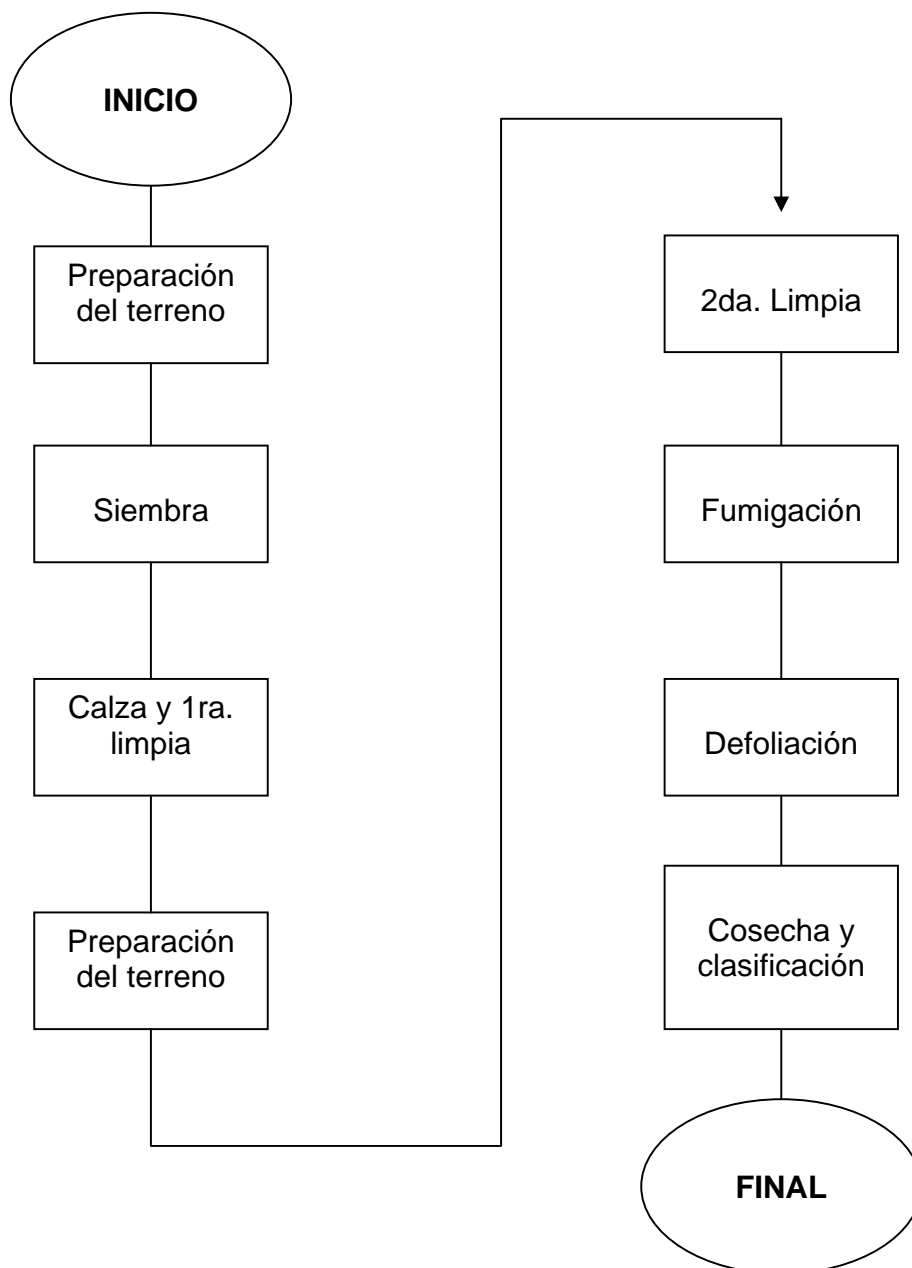 INICIO
Preparación
del terreno
Siembra
Calza y 1ra.
limpia
Preparación
del terreno
2da. Limpia
Fumigación
Defoliación
Cosecha y
clasificación
FINAL